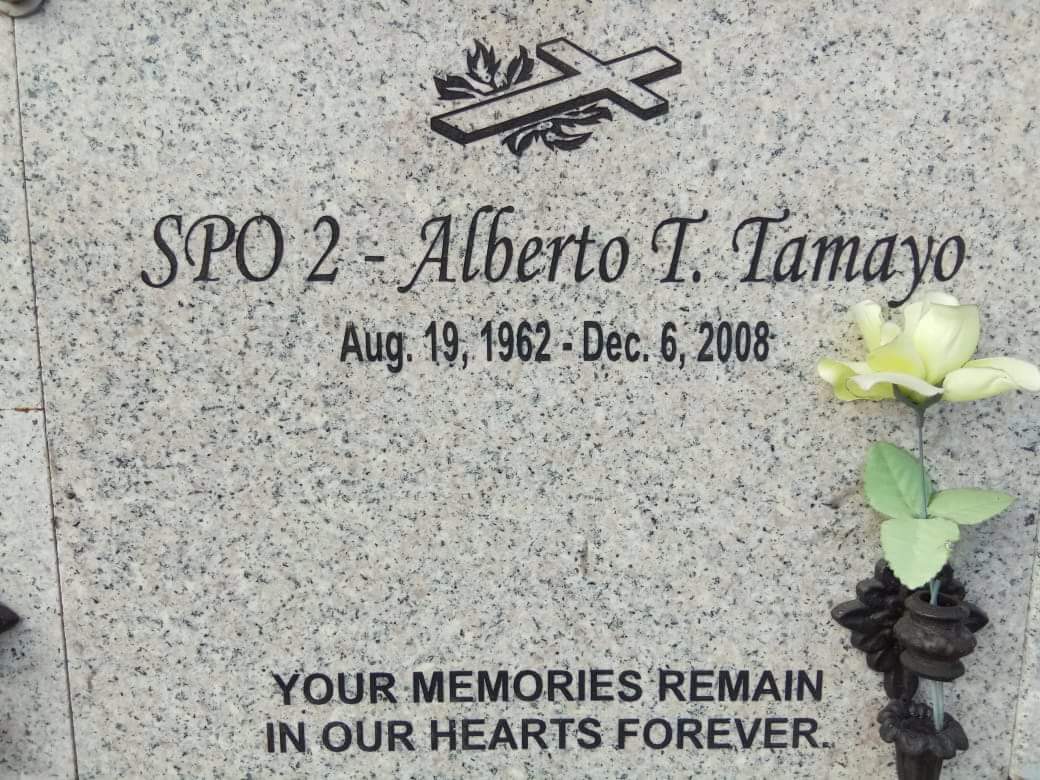 SPO 2 - Alberto T. Tamayo
Aug. 19, 1962 - Dec. 6, 2008
YOUR MEMORIES REMAIN
IN OUR HEARTS FOREVER.